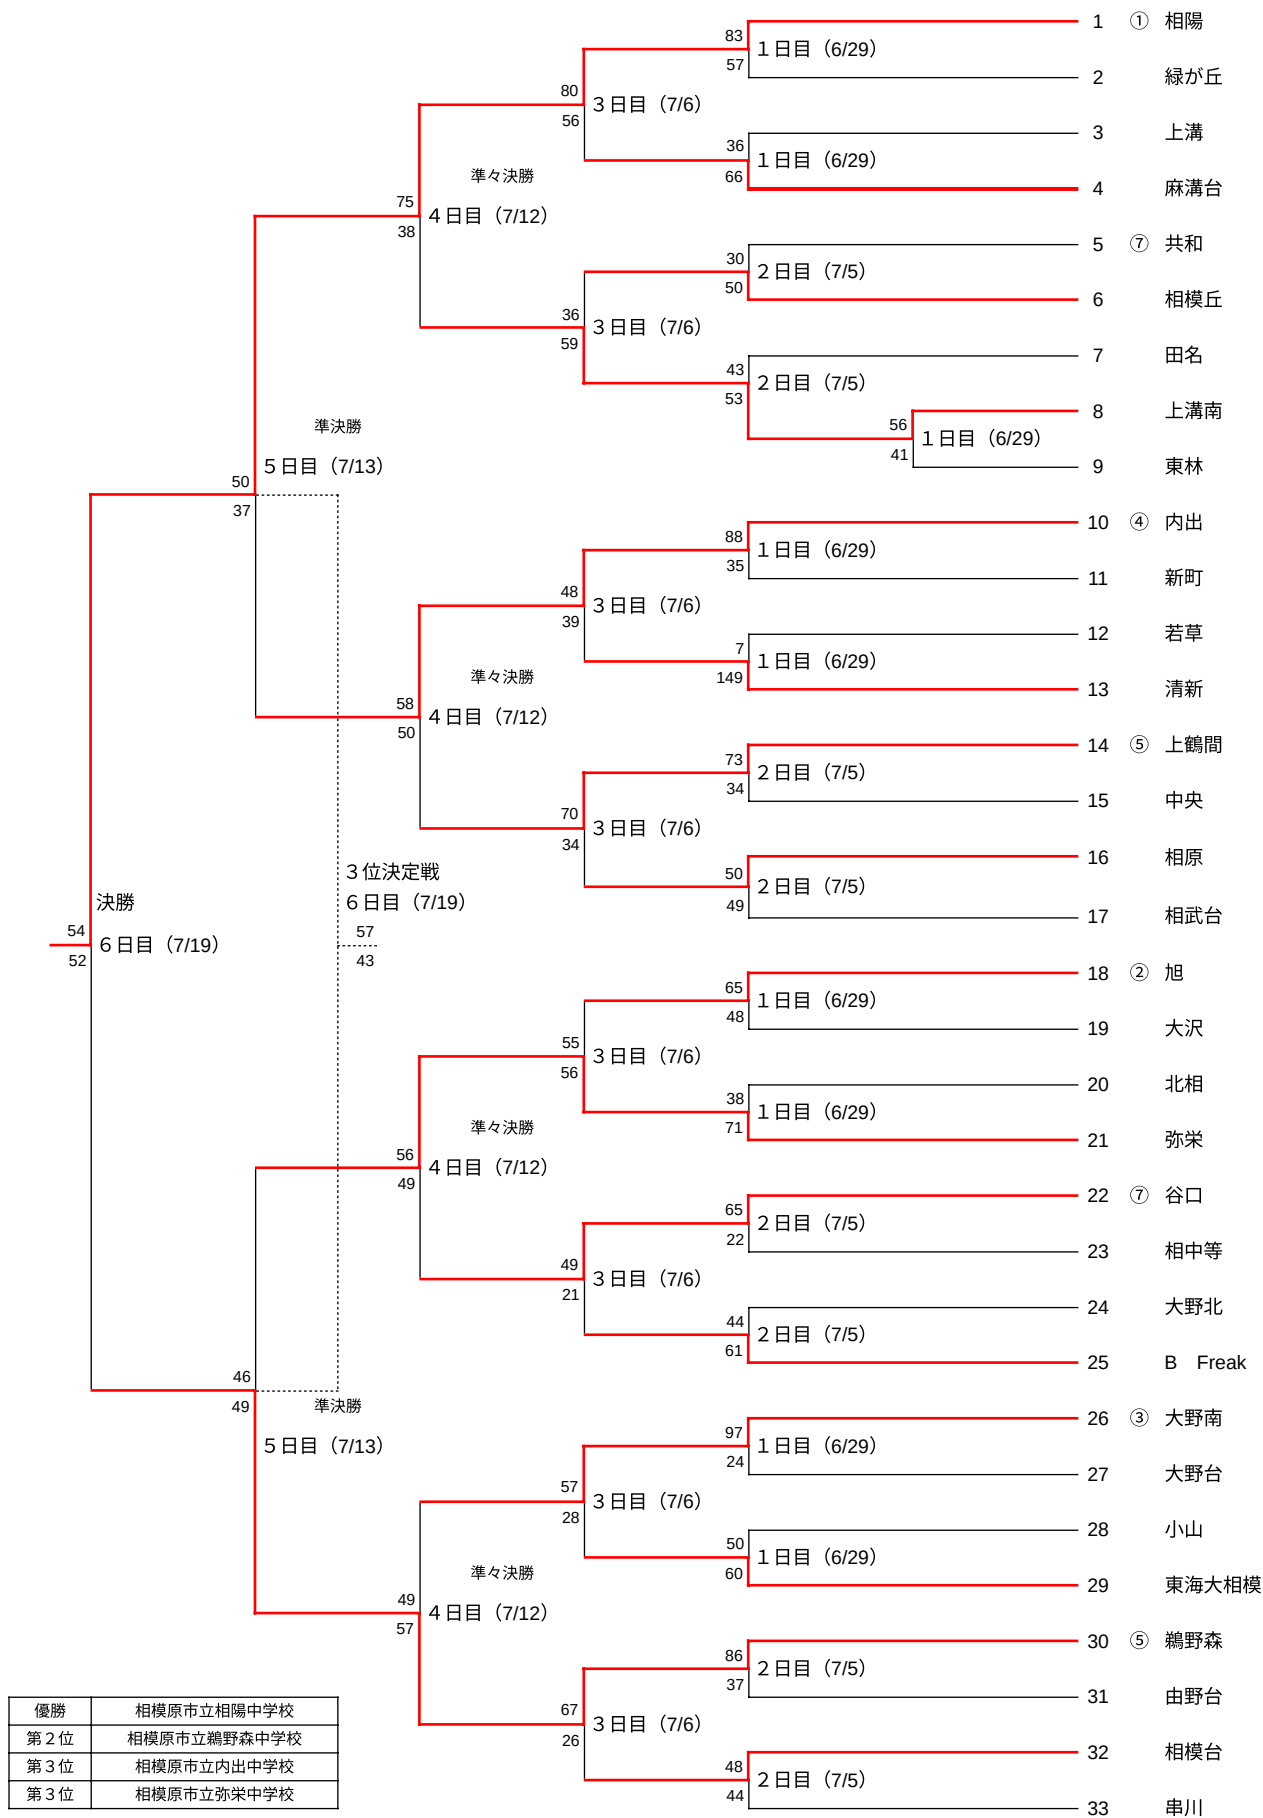 1 ① 相陽
83
１日目（6/29）
57
2 緑が丘
80
３日目（7/6）
56
3 上溝
36
１日目（6/29）
66
4 麻溝台
準々決勝
75
４日目（7/12）
38
5 ⑦ 共和
30
２日目（7/5）
50
6 相模丘
36
３日目（7/6）
59
7 田名
43
２日目（7/5）
53
8 上溝南
56
１日目（6/29）
41
9 東林
準決勝
５日目（7/13）
50
37
10 ④ 内出
88
１日目（6/29）
35
11 新町
48
３日目（7/6）
39
12 若草
7
１日目（6/29）
149
13 清新
準々決勝
58
４日目（7/12）
50
14 ⑤ 上鶴間
73
２日目（7/5）
34
15 中央
70
３日目（7/6）
34
16 相原
50
２日目（7/5）
49
17 相武台
３位決定戦
６日目（7/19）
57
43
決勝
54
６日目（7/19）
52
18 ② 旭
65
１日目（6/29）
48
19 大沢
55
３日目（7/6）
56
20 北相
38
１日目（6/29）
71
21 弥栄
準々決勝
56
４日目（7/12）
49
22 ⑦ 谷口
65
２日目（7/5）
22
23 相中等
49
３日目（7/6）
21
24 大野北
44
２日目（7/5）
61
25 B　Freak
46
49
準決勝
５日目（7/13）
26 ③ 大野南
97
１日目（6/29）
24
27 大野台
57
３日目（7/6）
28
28 小山
50
１日目（6/29）
60
29 東海大相模
準々決勝
49
４日目（7/12）
57
30 ⑤ 鵜野森
86
２日目（7/5）
37
31 由野台
67
３日目（7/6）
26
32 相模台
48
２日目（7/5）
44
33 串川
優勝 相模原市立相陽中学校
第２位 相模原市立鵜野森中学校
第３位 相模原市立内出中学校
第３位 相模原市立弥栄中学校